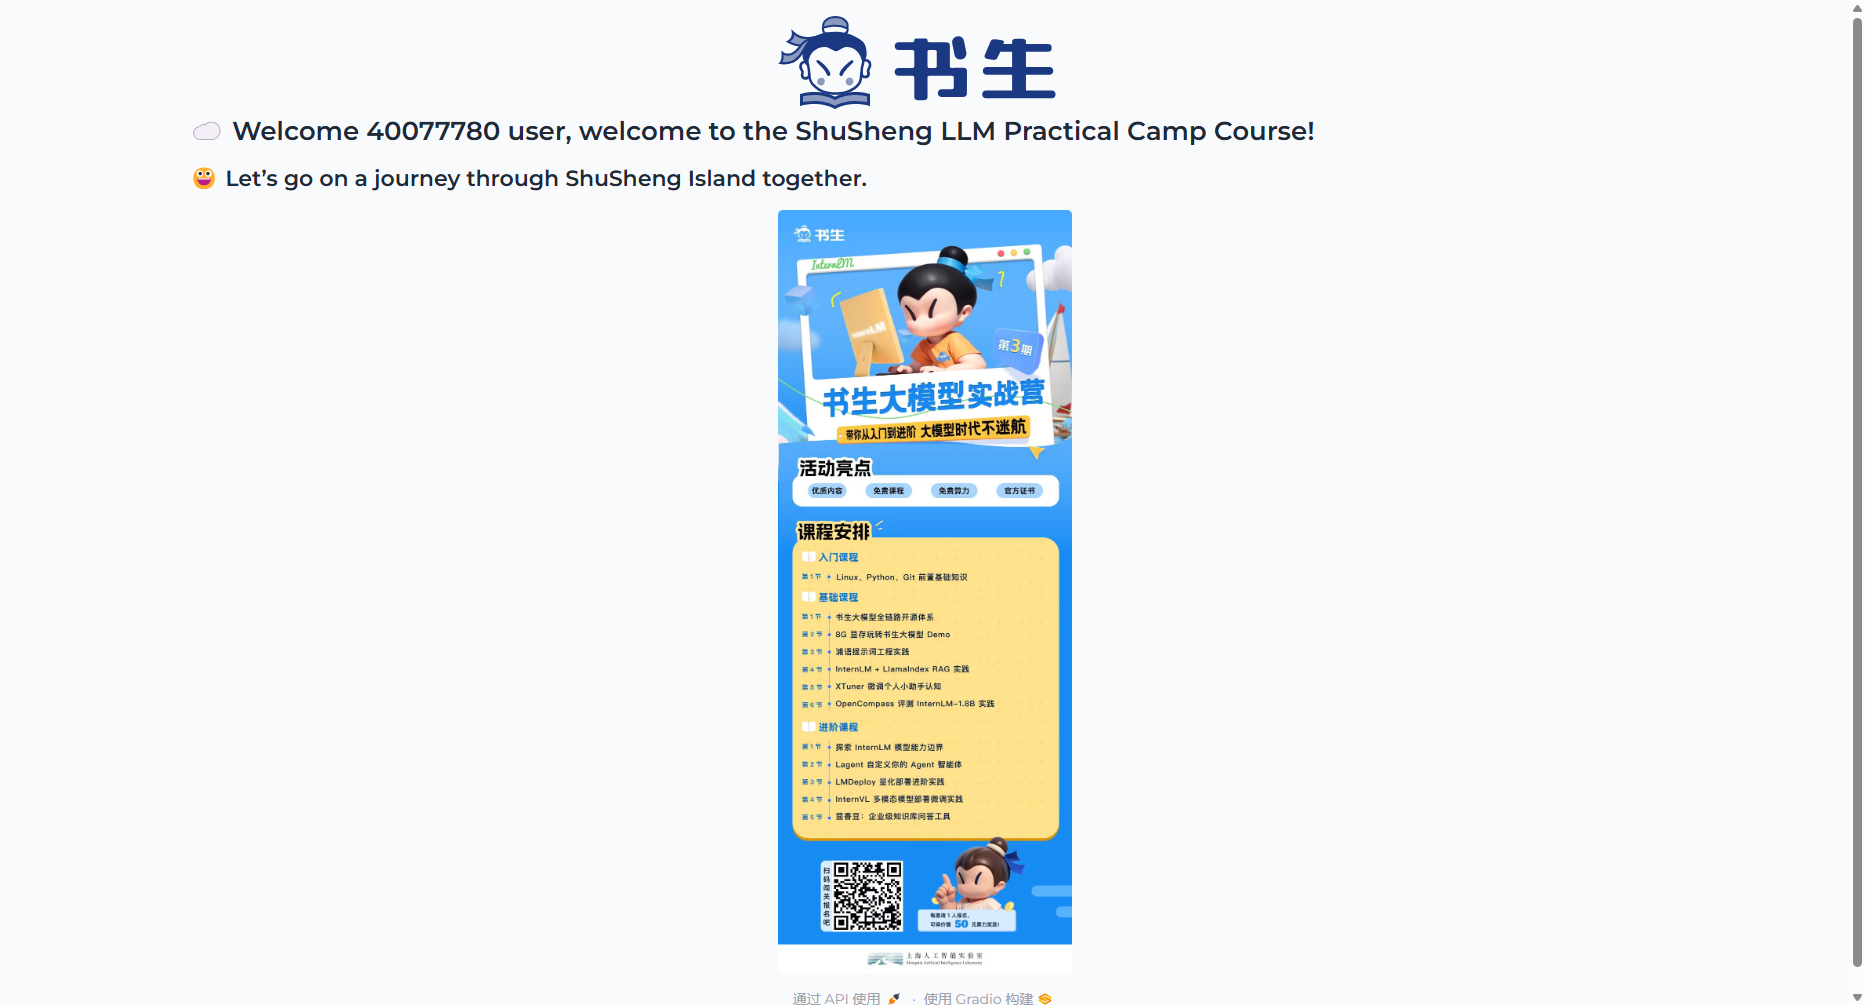 书生
Welcome 40077780 user, welcome to the ShuSheng LLM Practical Camp Course!
Let's go on a journey through ShuSheng Island together.
书生
InternLM
InternLM
第3期
书生大模型实战营
带你从入门到进阶 大模型时代不迷航
活动亮点
优质内容 免费课程 免费算力 官方证书
课程安排
入门课程
第1节 Linux、Python、Git 前置基础知识
基础课程
第1节 书生大模型全链路开源体系
第2节 8G 显存玩转书生大模型 Demo
第3节 浦语提示词工程实践
第4节 InternLM + LlamaIndex RAG 实践
第5节 XTuner 微调个人小助手认知
第6节 OpenCompass 评测 InternLM-1.8B 实践
进阶课程
第1节 探索 InternLM 模型能力边界
第2节 Lagent 自定义你的 Agent 智能体
第3节 LMDeploy 量化部署进阶实践
第4节 InternVL 多模态模型部署微调实践
第5节 茴香豆：企业级知识库问答工具
扫码闯关报名吧
每邀请 1 人报名，
可获价值 50 元算力奖励!
上海人工智能实验室
Shanghai Artificial Intelligence Laboratory
通过 API 使用 · 使用 Gradio 构建